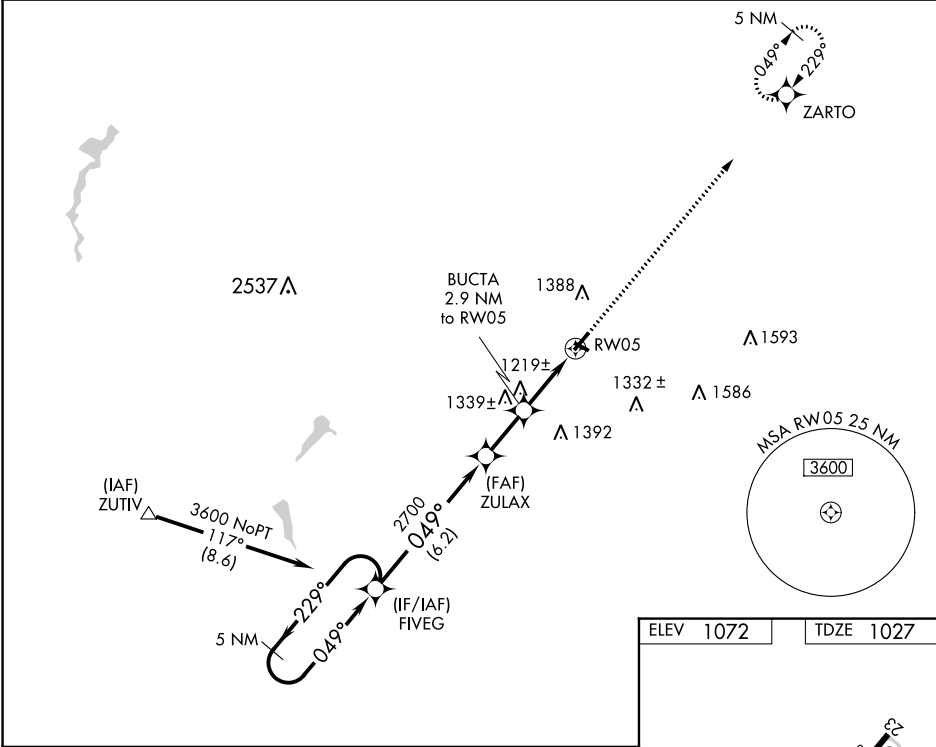 5 NM
049°
229°
ZARTO
2537
BUCTA
2.9 NM
to RW05
1388
RW05
1593
1219±
1339±
1332 ±
1586
1392
MSA RW05 25 NM
3600
(FAF)
ZULAX
(IAF)
ZUTIV
3600 NoPT
117°
(8.6)
2700
049°
(6.2)
(IF/IAF)
FIVEG
229°
049°
5 NM
ELEV 1072
TDZE 1027
23